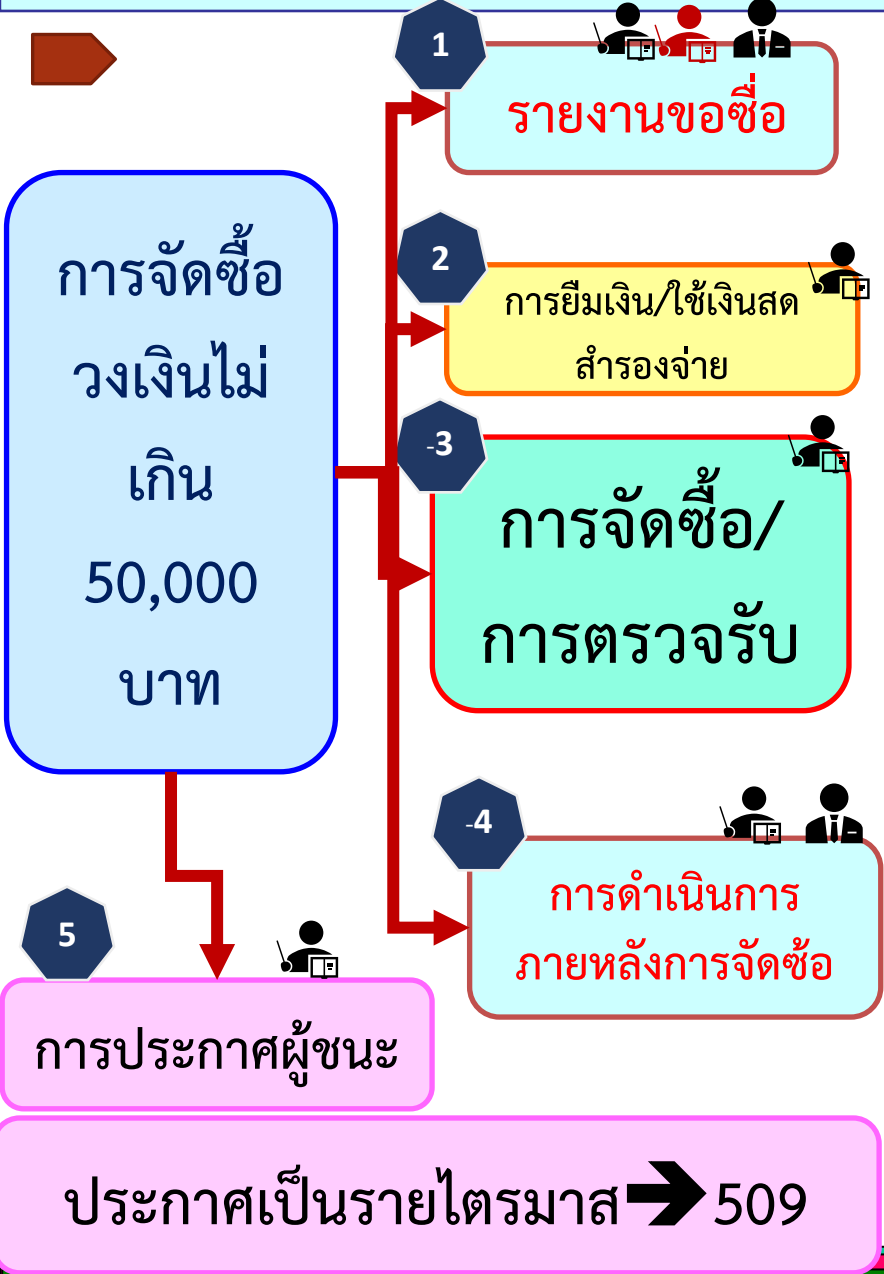 1
รายงานขอซื่อ
การจัดซื้อ
วงเงินไม่
เกิน
50,000
บาท
2
การยืมเงิน/ใช้เงินสด
สำรองจ่าย
-3
การจัดซื้อ/
การตรวจรับ
-4
การดำเนินการ
ภายหลังการจัดซ้อ
5
การประกาศผู้ชนะ
ประกาศเป็นรายไตรมาส➔509